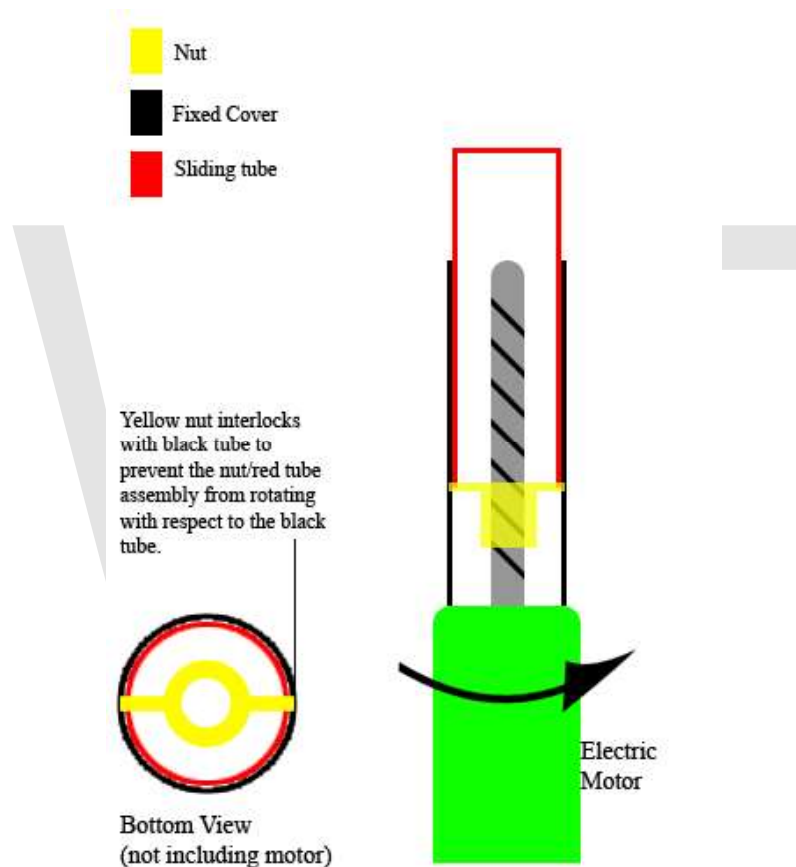 Nut
Fixed Cover
Sliding tube
Yellow nut interlocks
with black tube to
prevent the nut/red tube
assembly from rotating
with respect to the black
tube.
Electric
Motor
Bottom View
(not including motor)